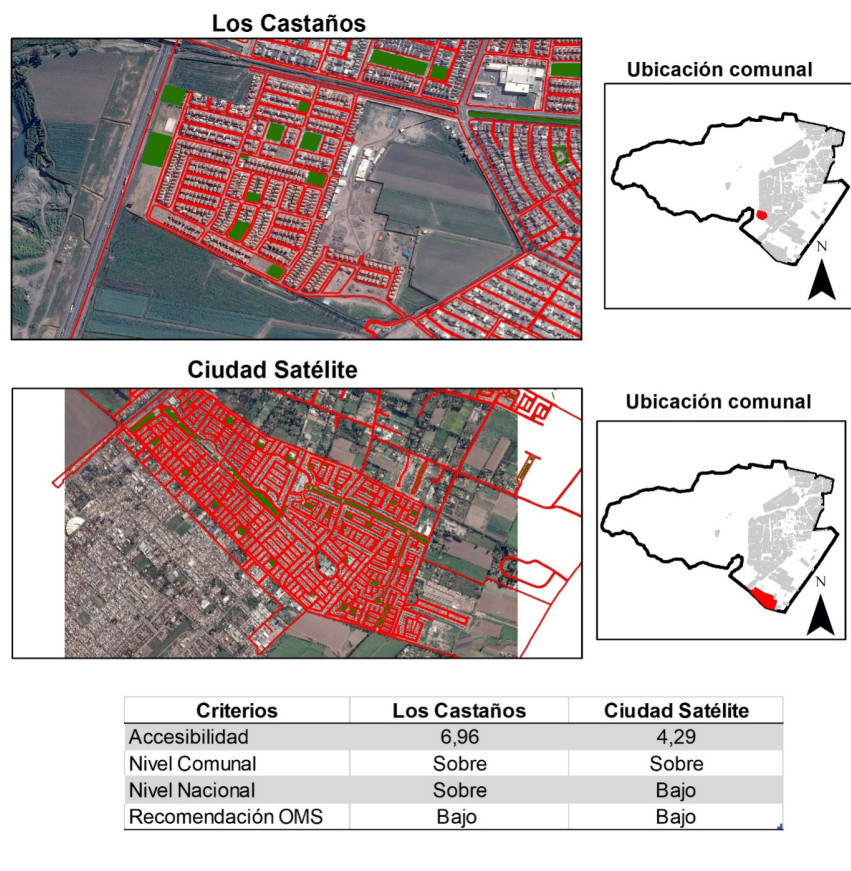 Los Castaños
Ubicación comunal
N
Ciudad Satélite
Ubicación comunal
N
Criterios Los Castaños Ciudad Satélite
Accesibilidad 6,96 4,29
Nivel Comunal Sobre Sobre
Nivel Nacional Sobre Bajo
Recomendación OMS Bajo Bajo